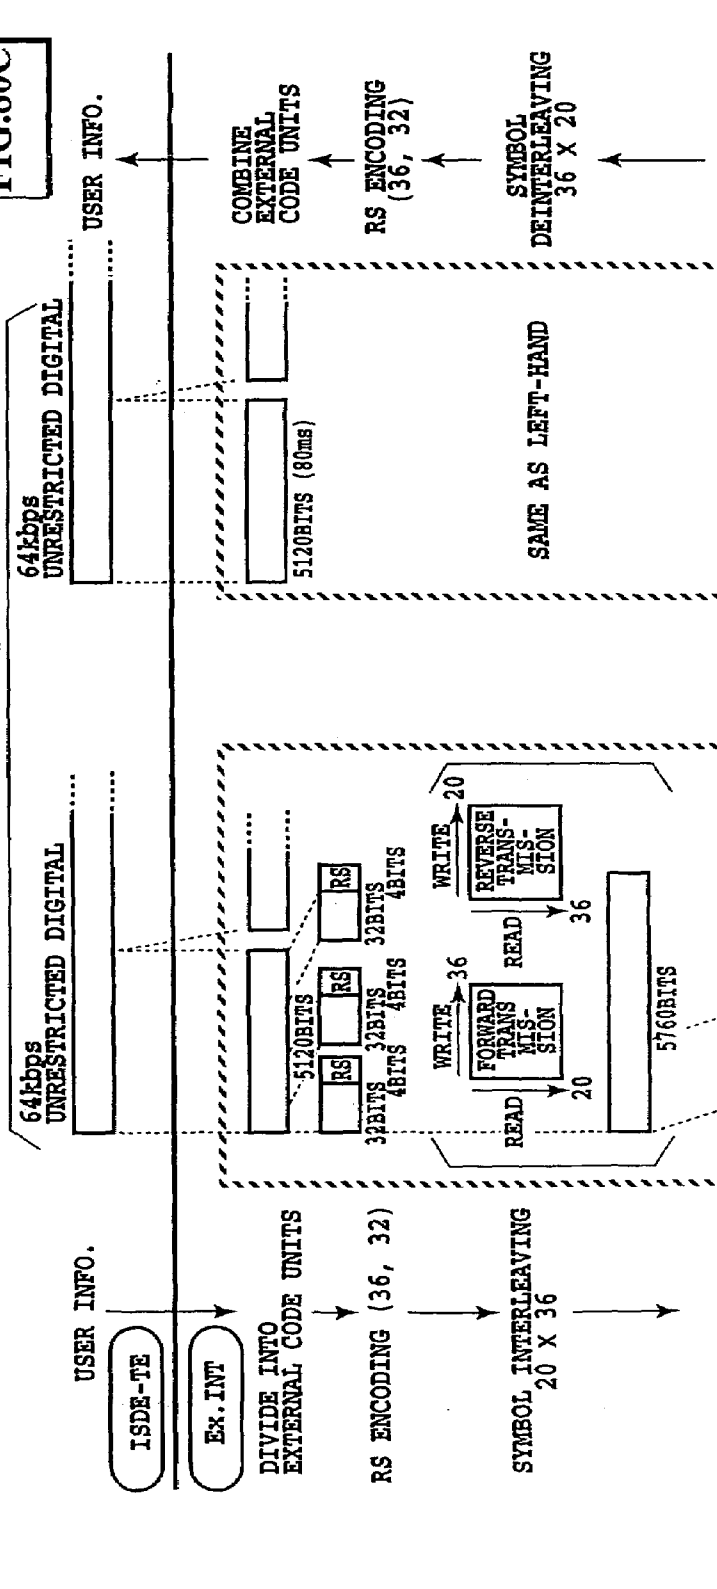 FIG.80C
64kbps
UNRESTRICTED DIGITAL
64kbps
UNRESTRICTED DIGITAL
USER INFO.
USER INFO.
ISDE-TE
Ex.INT
DIVIDE INTO
EXTERNAL CODE UNITS
5120BITS
5120BITS (80ms)
COMBINE
EXTERNAL
CODE UNITS
RS ENCODING (36, 32)
RS
RS
RS
32BITS
4BITS
32BITS
4BITS
32BITS
4BITS
RS ENCODING
(36, 32)
SYMBOL INTERLEAVING
20 X 36
READ
20
WRITE
36
FORWARD
TRANS
MIS-
SION
READ
36
WRITE
20
REVERSE
TRANS-
MIS-
SION
SAME AS LEFT-HAND
SYMBOL
DEINTERLEAVING
36 X 20
5760BITS